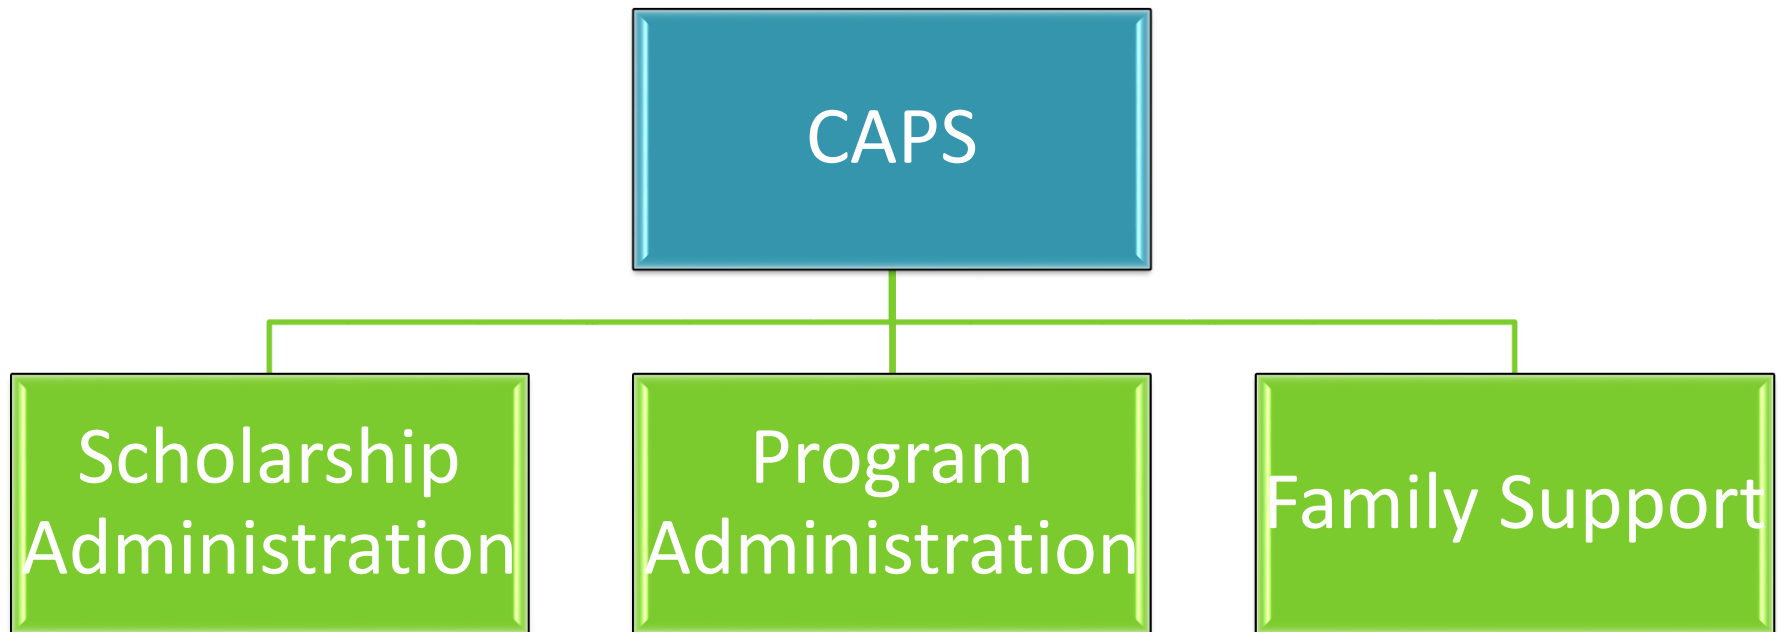 CAPS
Scholarship
Administration
Program
Administration
Family Support